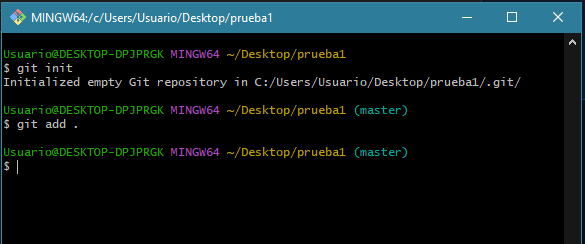 MINGW64:/c/Users/Usuario/Desktop/prueba1
Usuario@DESKTOP-DPJPRGK MINGW64 ~/Desktop/prueba1
$ git init
Initialized empty Git repository in C:/Users/Usuario/Desktop/prueba1/.git/
Usuario@DESKTOP-DPJPRGK MINGW64 ~/Desktop/prueba1 (master)
$ git add .
Usuario@DESKTOP-DPJPRGK MINGW64 ~/Desktop/prueba1 (master)
$